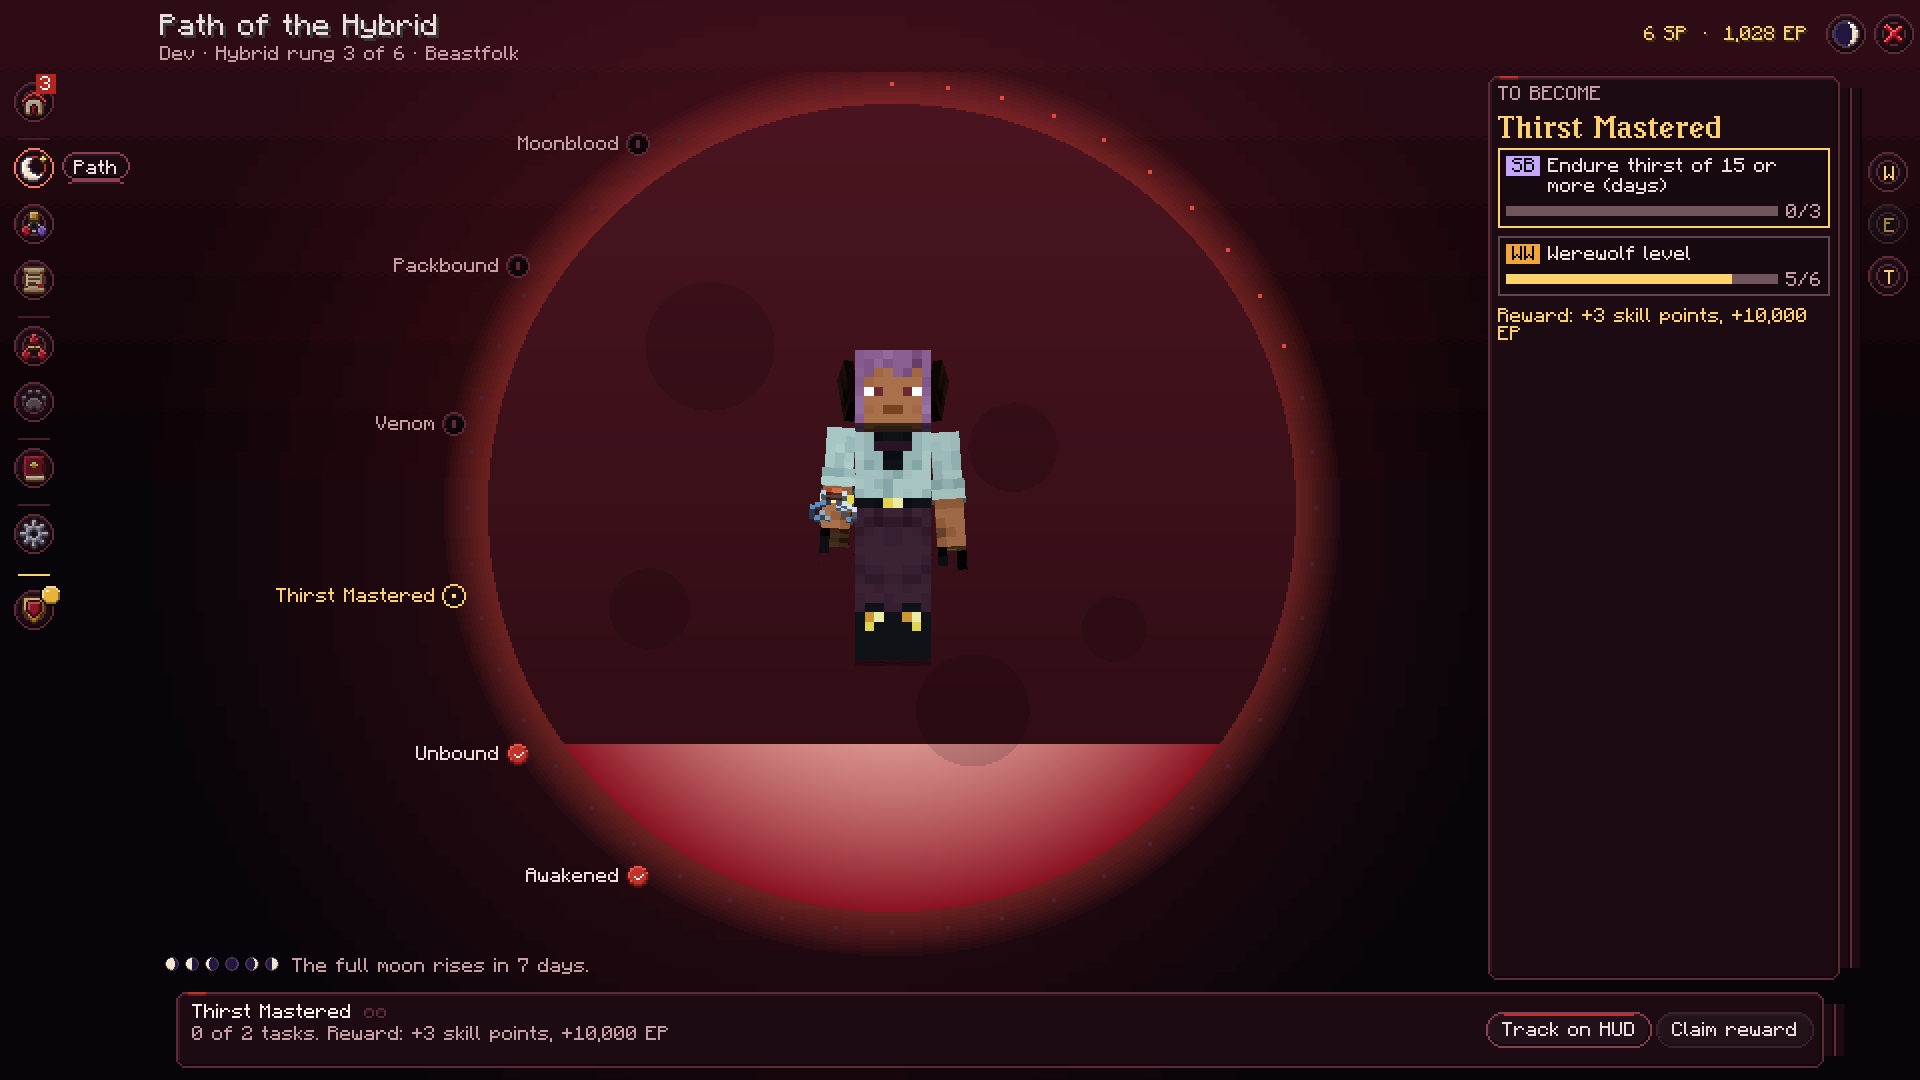 Path of the Hybrid
Dev · Hybrid rung 3 of 6 · Beastfolk
6 SP · 1,028 EP
3
Path
Moonblood
Packbound
Venom
Thirst Mastered
Unbound
Awakened
TO BECOME
Thirst Mastered
SB Endure thirst of 15 or
more (days)
0/3
WW Werewolf level
5/6
Reward: +3 skill points, +10,000
EP
W
E
T
The full moon rises in 7 days.
Thirst Mastered
0 of 2 tasks. Reward: +3 skill points, +10,000 EP
Track on HUD
Claim reward